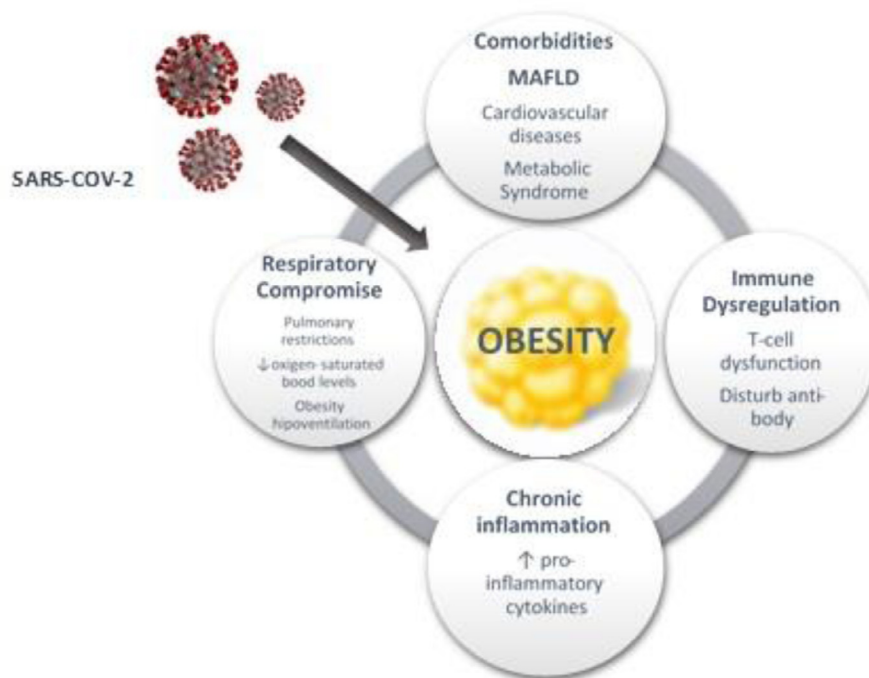 Comorbidities
MAFLD
Cardiovascular
diseases
Metabolic
Syndrome
SARS-COV-2
Respiratory
Compromise
Pulmonary
restrictions
↓oxigen-saturated
bood levels
Obesity
hipoventilation
OBESITY
Immune
Dysregulation
T-cell
dysfunction
Disturb anti-
body
Chronic
inflammation
↑ pro-
inflammatory
cytokines